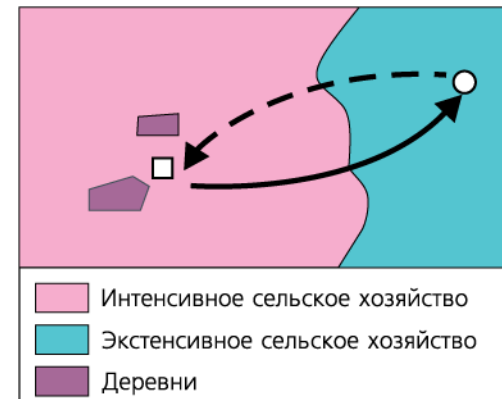 Интенсивное сельское хозяйство
Экстенсивное сельское хозяйство
Деревни